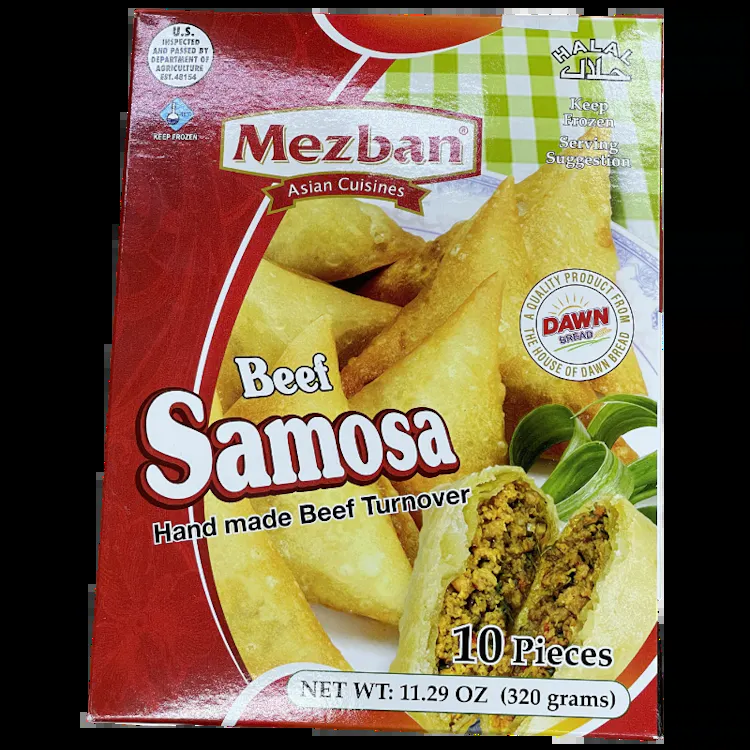 U.S.
INSPECTED
AND PASSED BY
DEPARTMENT OF
AGRICULTURE
EST.48154
KEEP FROZEN
HALAL
حلال
Keep
Frozen
Serving
Suggestion
Mezban®
Asian Cuisines
A QUALITY PRODUCT FROM
THE HOUSE OF DAWN BREAD
DAWN
BREAD
Beef
Samosa
Hand made Beef Turnover
10 Pieces
NET WT: 11.29 OZ (320 grams)